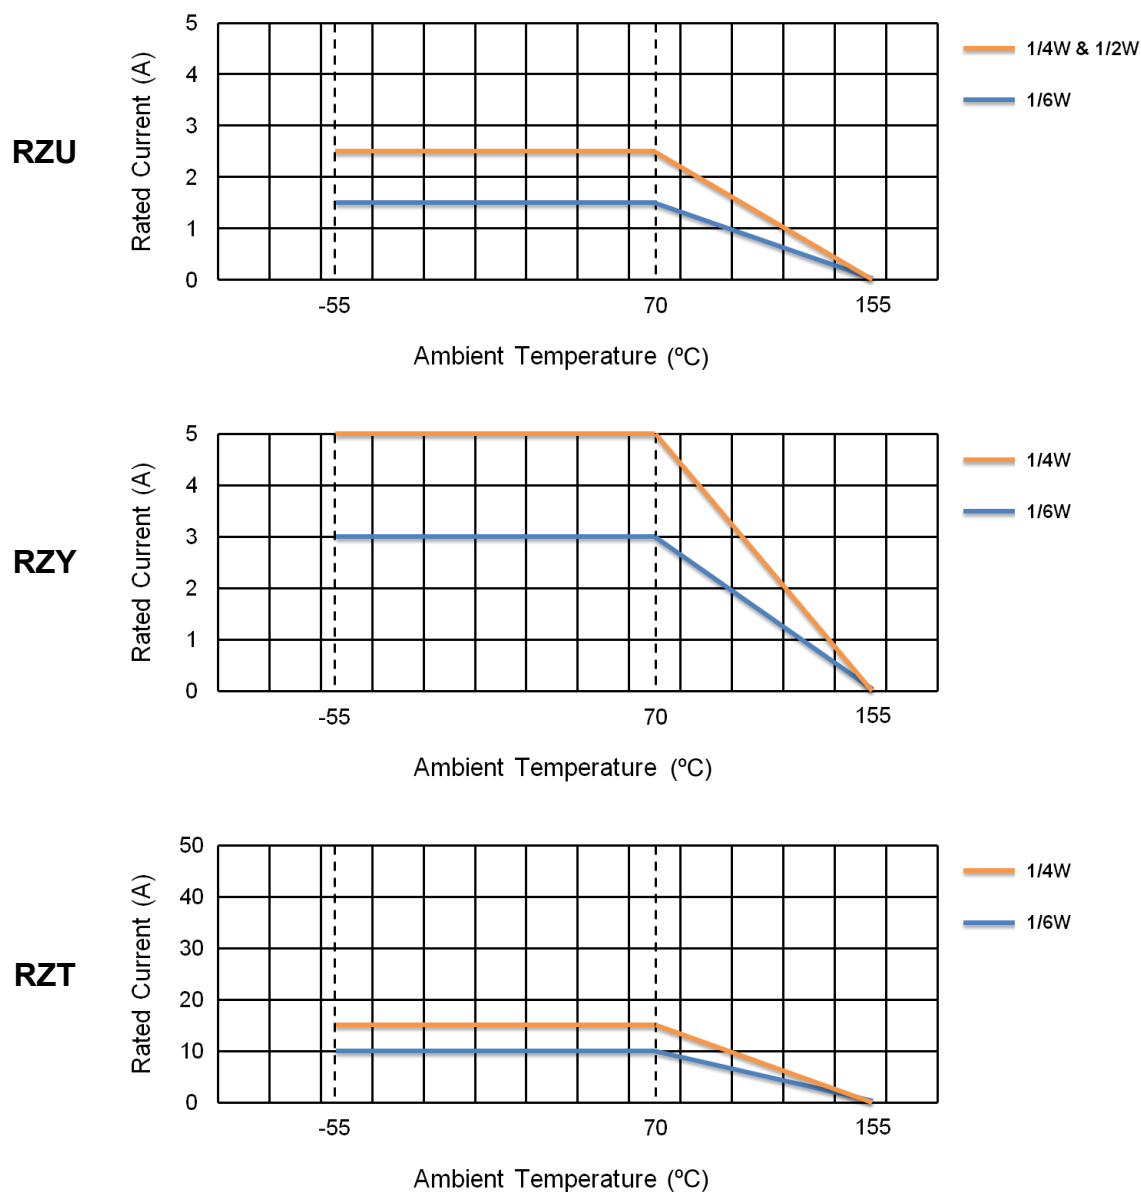 RZU
Rated Current (A)
5
4
3
2
1
0
-55 70 155
Ambient Temperature (ºC)
1/4W & 1/2W
1/6W
RZY
Rated Current (A)
5
4
3
2
1
0
-55 70 155
Ambient Temperature (ºC)
1/4W
1/6W
RZT
Rated Current (A)
50
40
30
20
10
0
-55 70 155
Ambient Temperature (ºC)
1/4W
1/6W